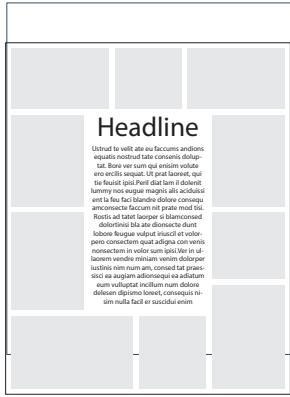 Headline
Ustrud te velit ate eu faccums andions
equatis nostrud tate consenis dolup-
tat. Bore ver sum qui enisim volute
ero ercilis sequat. Ut prat laoreet, qui
tie feuisit ipisi.Peril diat lam il dolenit
lummy nos eugue magnis alis aciduissi
ent la feu faci blandre dolore consequ
amconsecte faccum nit prate mod tisi.
Rostis ad tatet laorper si blamconsed
dolortinisi bla ate dionsecte dunt
lobore feugue vulput iriuscil et volor-
pero consectem quat adigna con venis
nonsectem in volor sum ipisi.Ver in ul-
laorem vendre miniam venim dolorper
iustinis nim num am, consed tat praes-
sisci ea augiam adionsequi ea adiatum
eum vulluptat incillum num dolore
delesen dipismo loreet, consequis ni-
sim nulla facil er suscidui enim